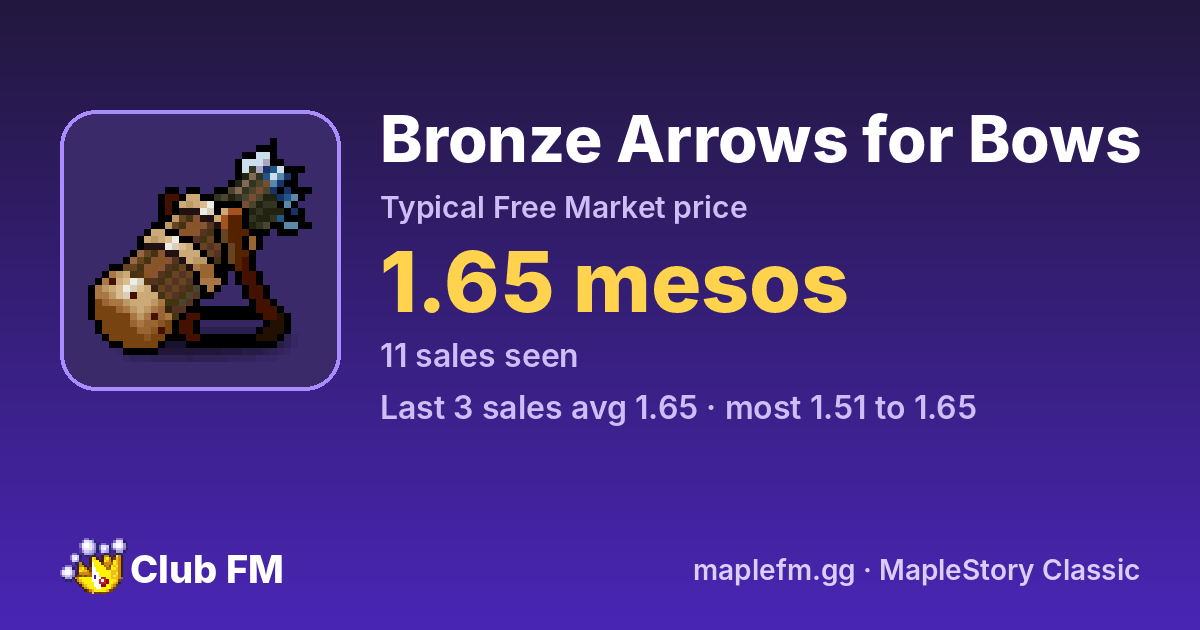 Bronze Arrows for Bows
Typical Free Market price
1.65 mesos
11 sales seen
Last 3 sales avg 1.65 · most 1.51 to 1.65
Club FM
maplefm.gg · MapleStory Classic